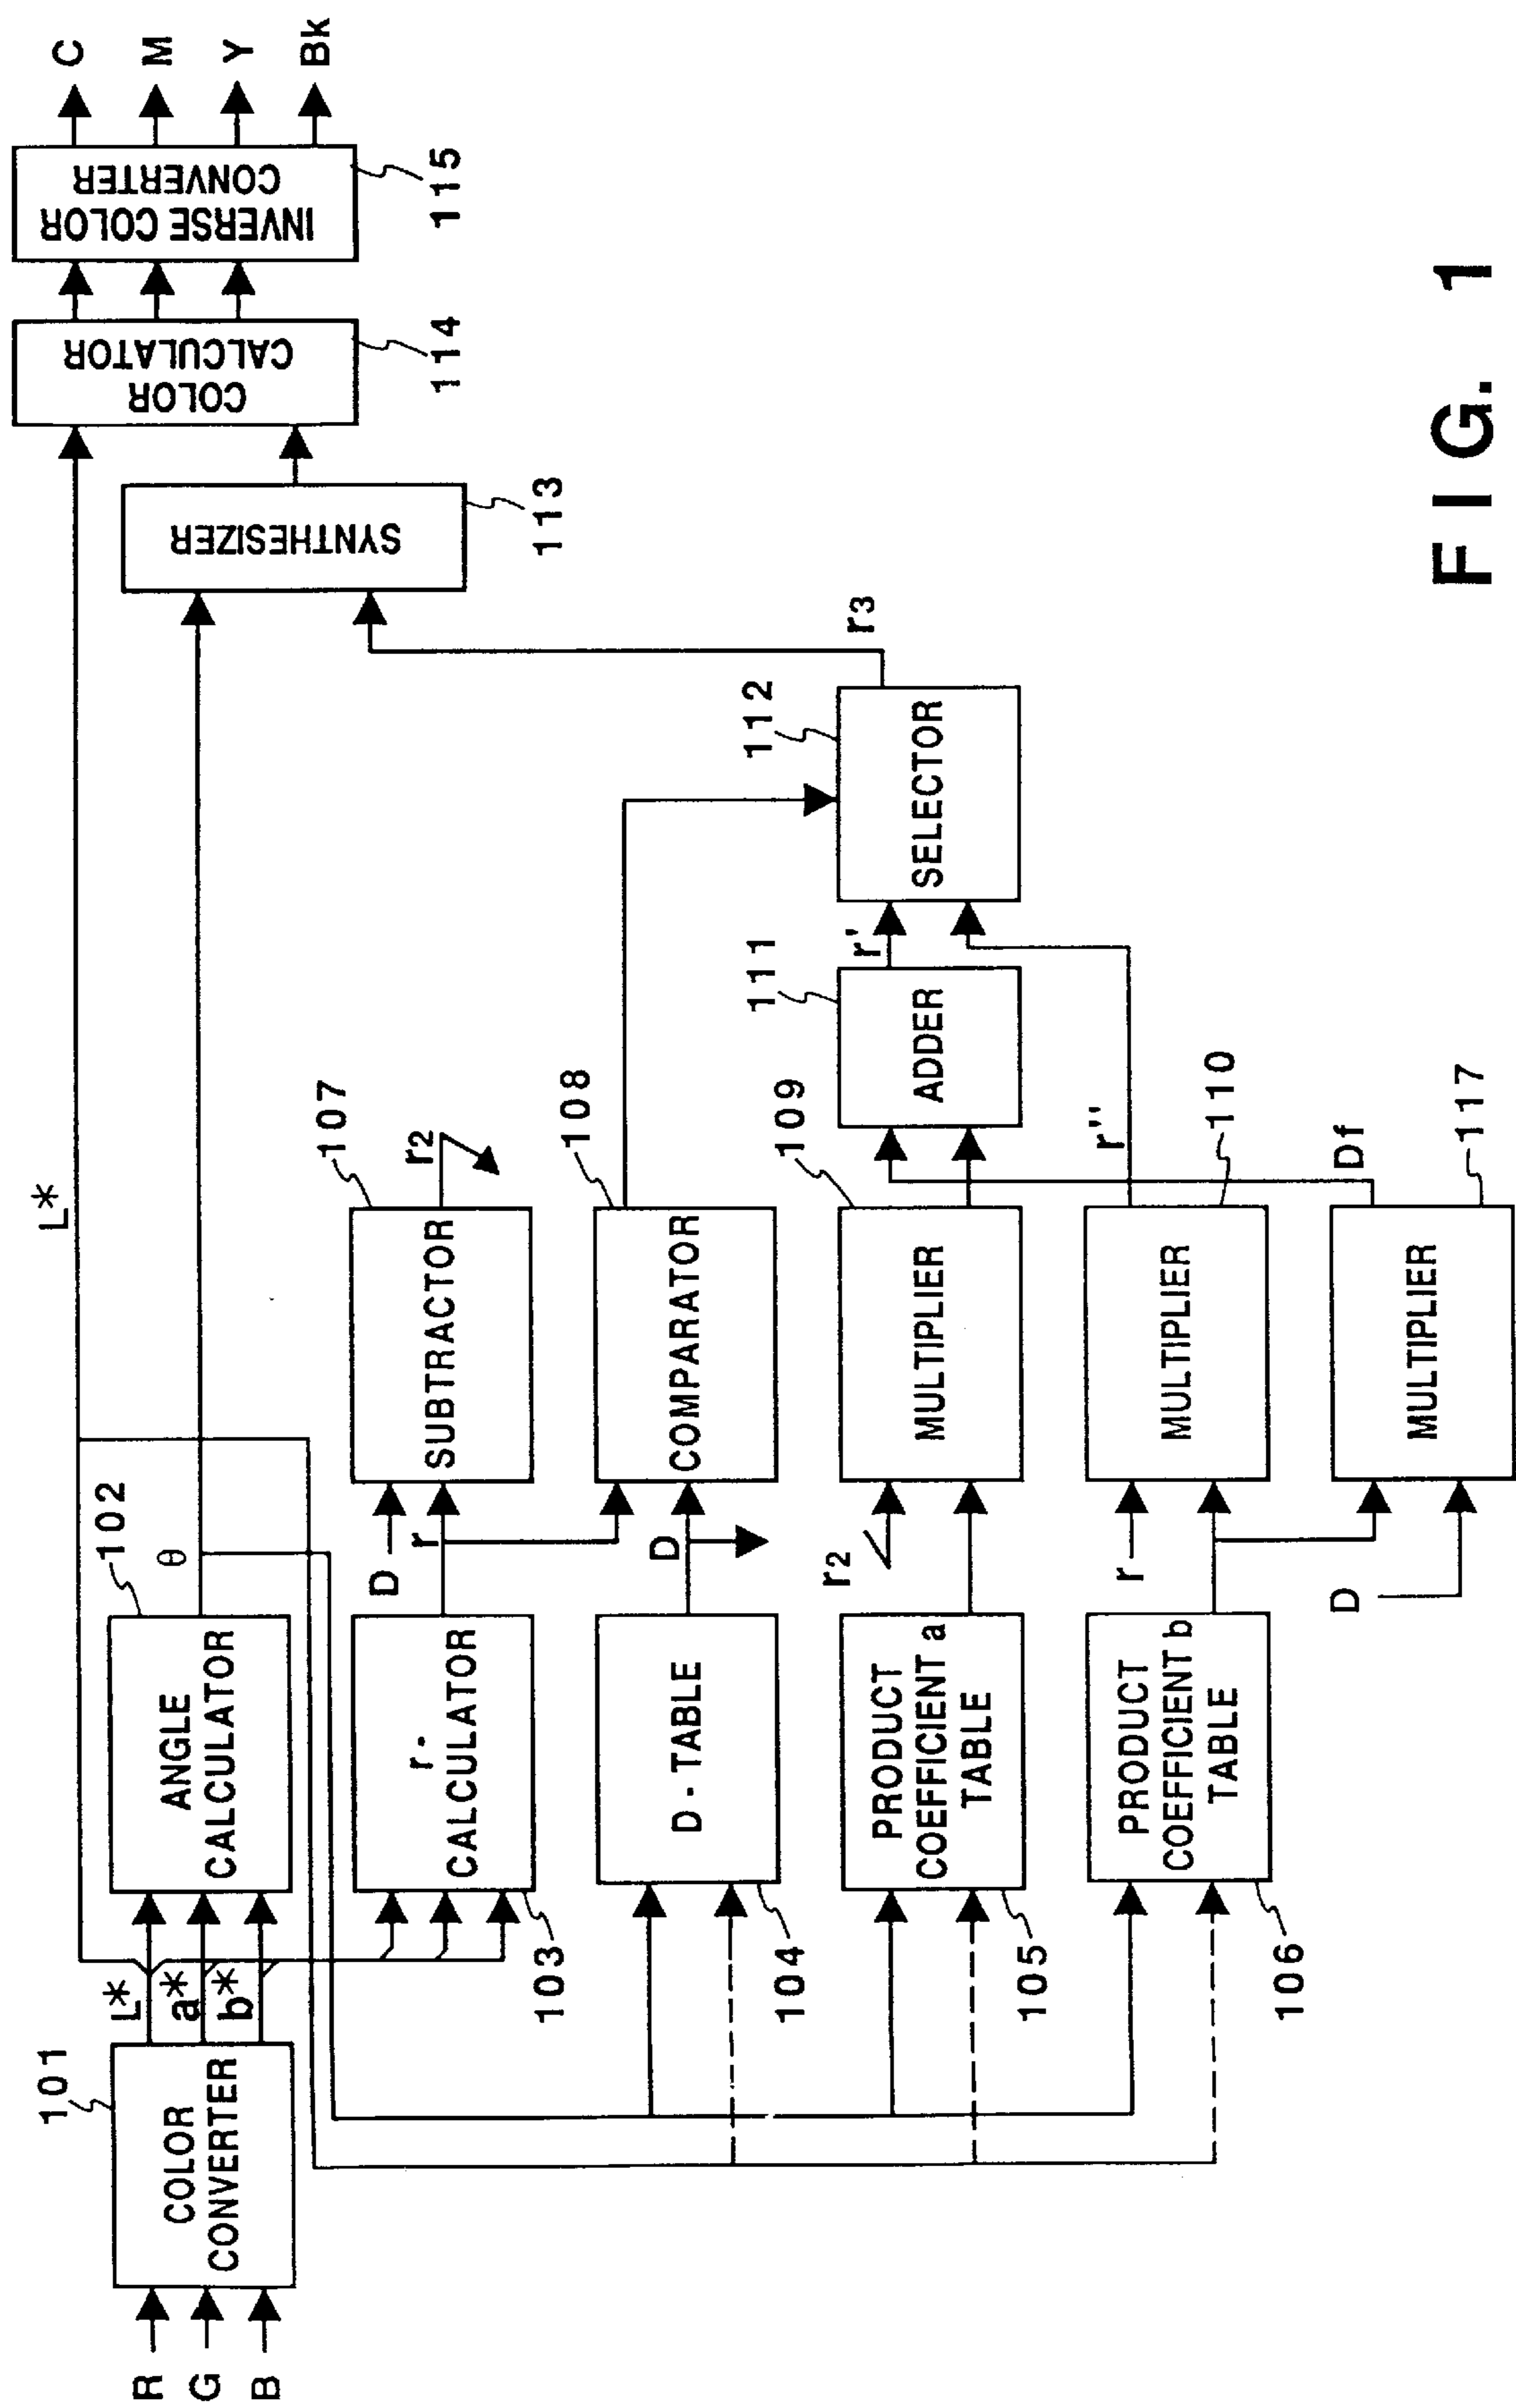 R
G
B
101
COLOR
CONVERTER
L*
a*
b*
102
ANGLE
CALCULATOR
θ
L*
r-
CALCULATOR
103
D
r
107
SUBTRACTOR
r2
D-TABLE
104
D
108
COMPARATOR
PRODUCT
COEFFICIENT a
TABLE
105
r2
109
MULTIPLIER
111
ADDER
r'
112
SELECTOR
r3
PRODUCT
COEFFICIENT b
TABLE
106
r
MULTIPLIER
110
r''
D
MULTIPLIER
117
Df
SYNTHESIZER
113
COLOR
CALCULATOR
114
INVERSE COLOR
CONVERTER
115
C
M
Y
Bk
FIG. 1